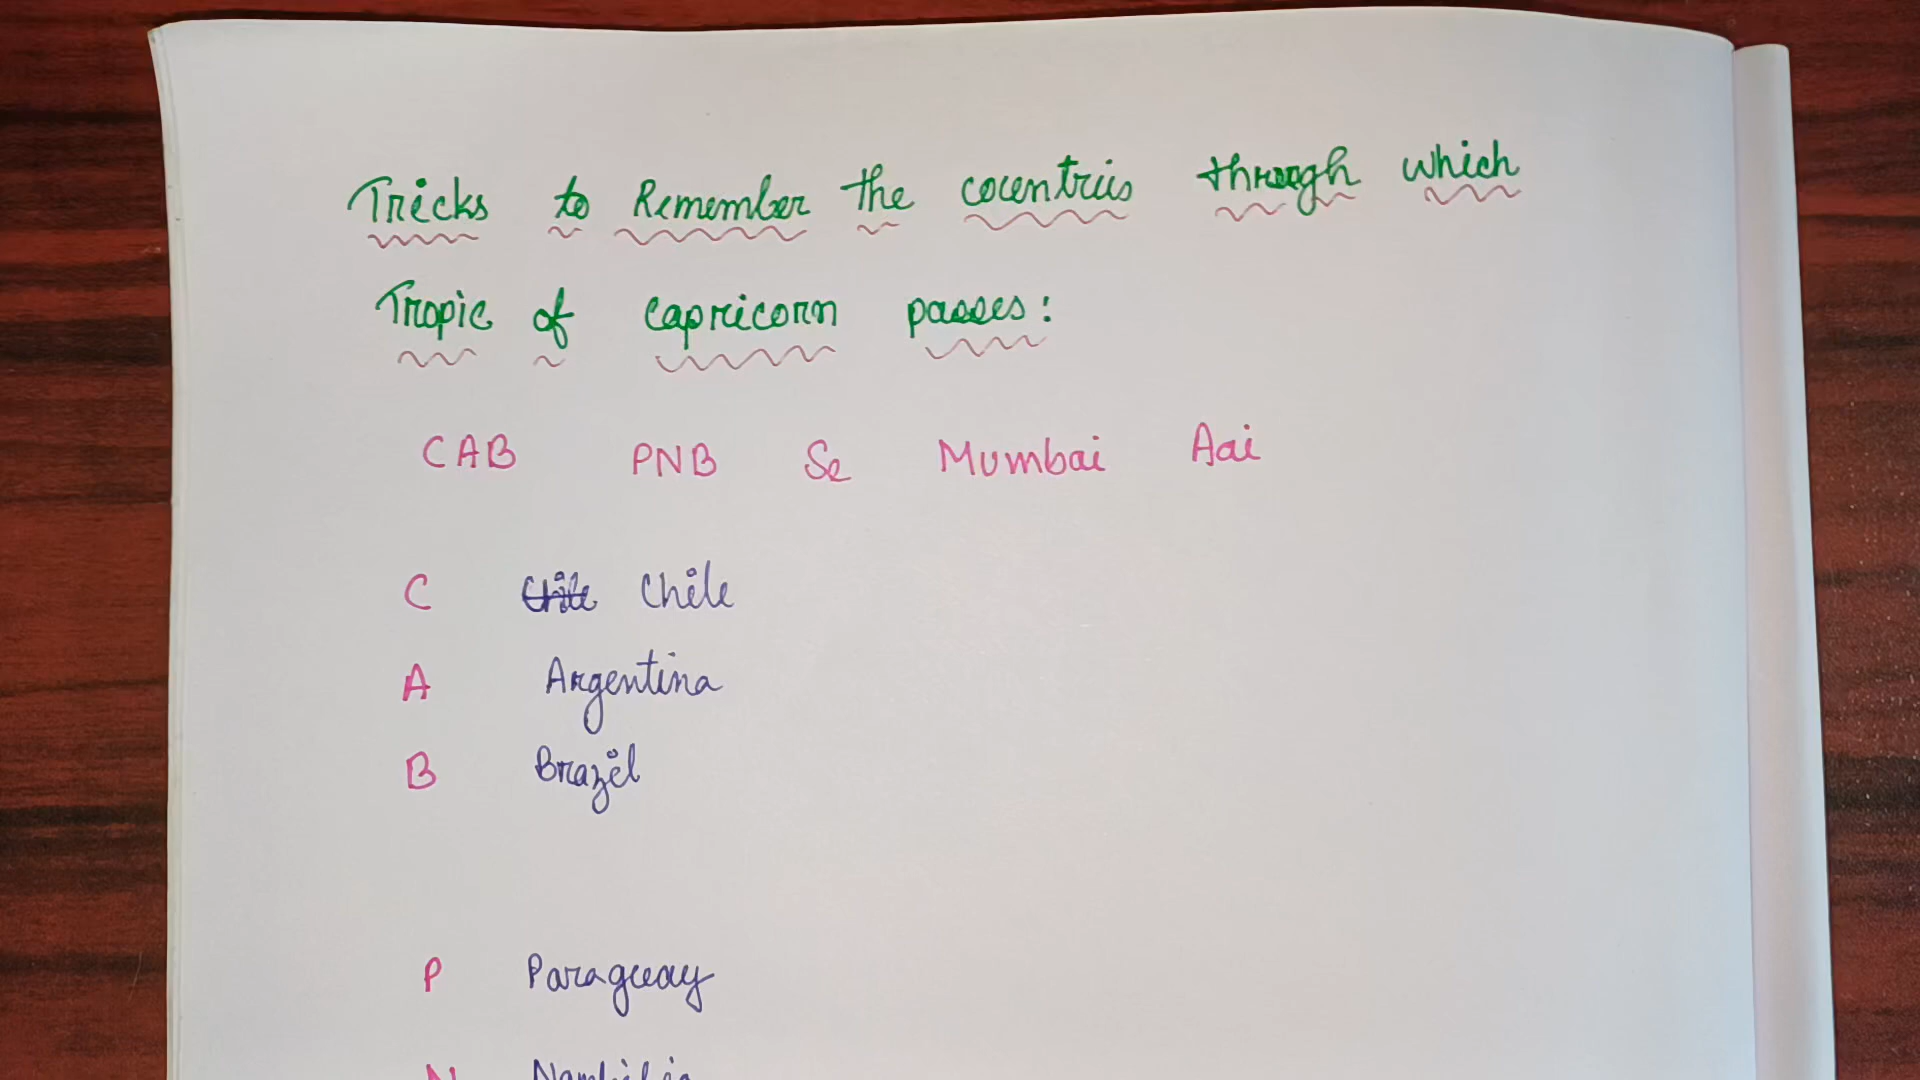 Tricks to Remember the countries through which
Tropic of capricorn passes:
CAB PNB Se Mumbai Aai
C Chile Chile
A Argentina
B Brazil
P Paraguay
N